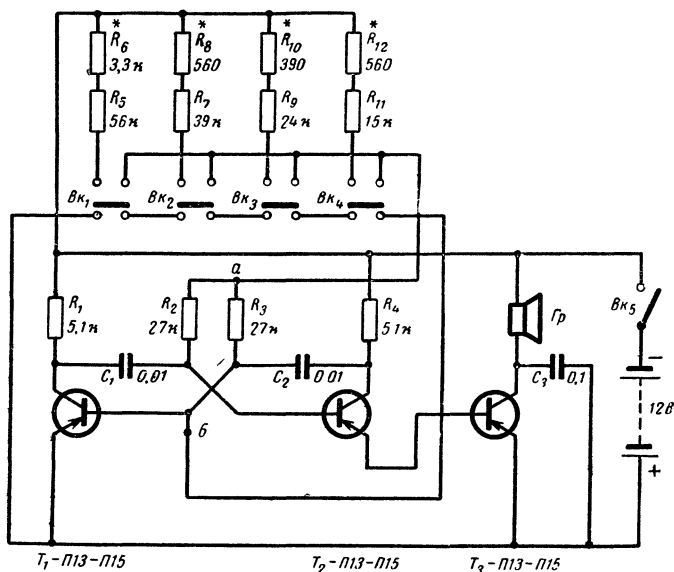 * * * *
R6 R8 R10 R12
3,3к 560 390 560
R5 R7 R9 R11
56к 39к 24к 15к
Вк1 Вк2 Вк3 Вк4
а
R1 R2 R3 R4 Гр Вк5
5,1к 27к 27к 5 1к
C1 0,01 C2 0 01 C3 0,1
−
12в
+
б
T1-П13-П15 T2-П13-П15 T3-П13-П15